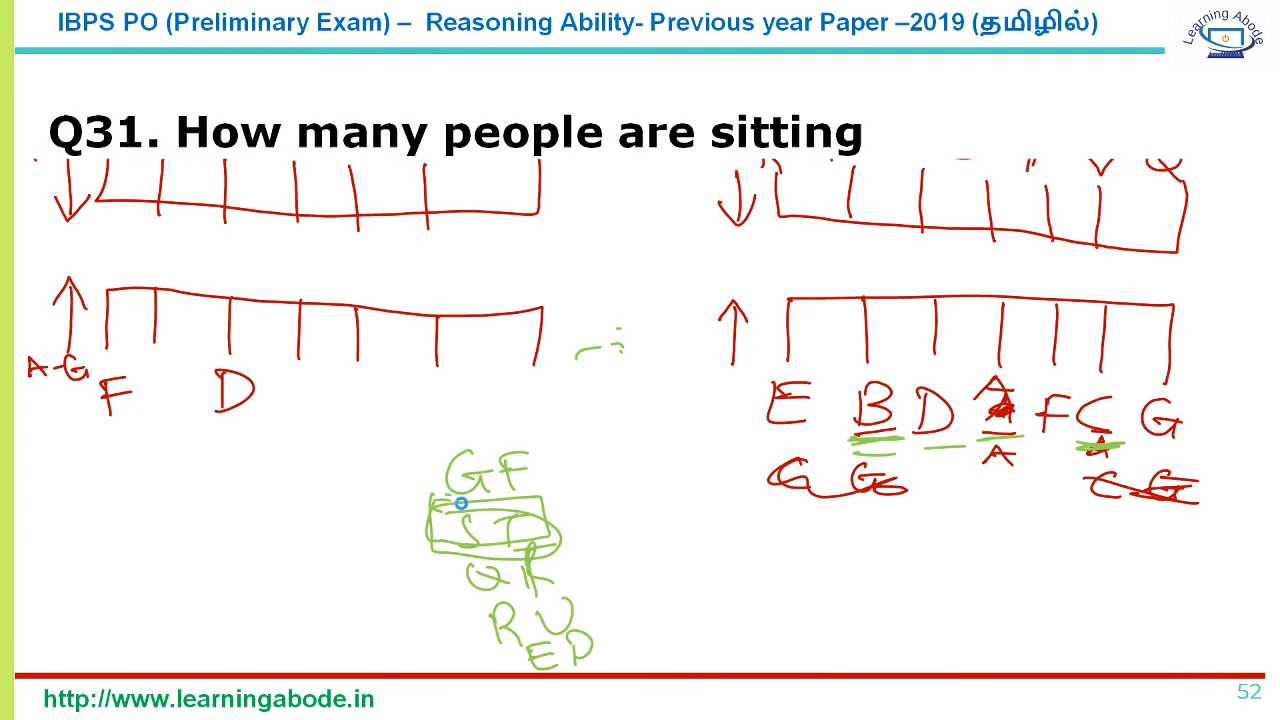 IBPS PO (Preliminary Exam) – Reasoning Ability- Previous year Paper –2019 (தமிழில்)
Learning Abode
Q31. How many people are sitting
A-G
F D
E B D A F C G
A
G G C G
G F
S T
Q P
R U
E P
http://www.learningabode.in
52